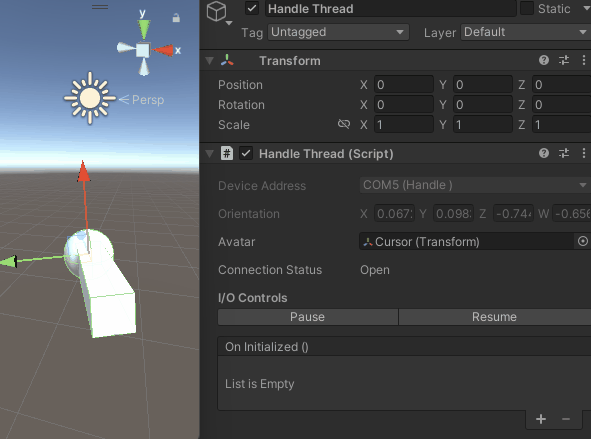 y
x
Persp
Handle Thread
Static
Tag Untagged Layer Default
Transform
Position X 0 Y 0 Z 0
Rotation X 0 Y 0 Z 0
Scale X 1 Y 1 Z 1
# Handle Thread (Script)
Device Address COM5 (Handle )
Orientation X 0.067 Y 0.098 Z -0.744 W -0.656
Avatar Cursor (Transform)
Connection Status Open
I/O Controls
Pause Resume
On Initialized ()
List is Empty
+ −